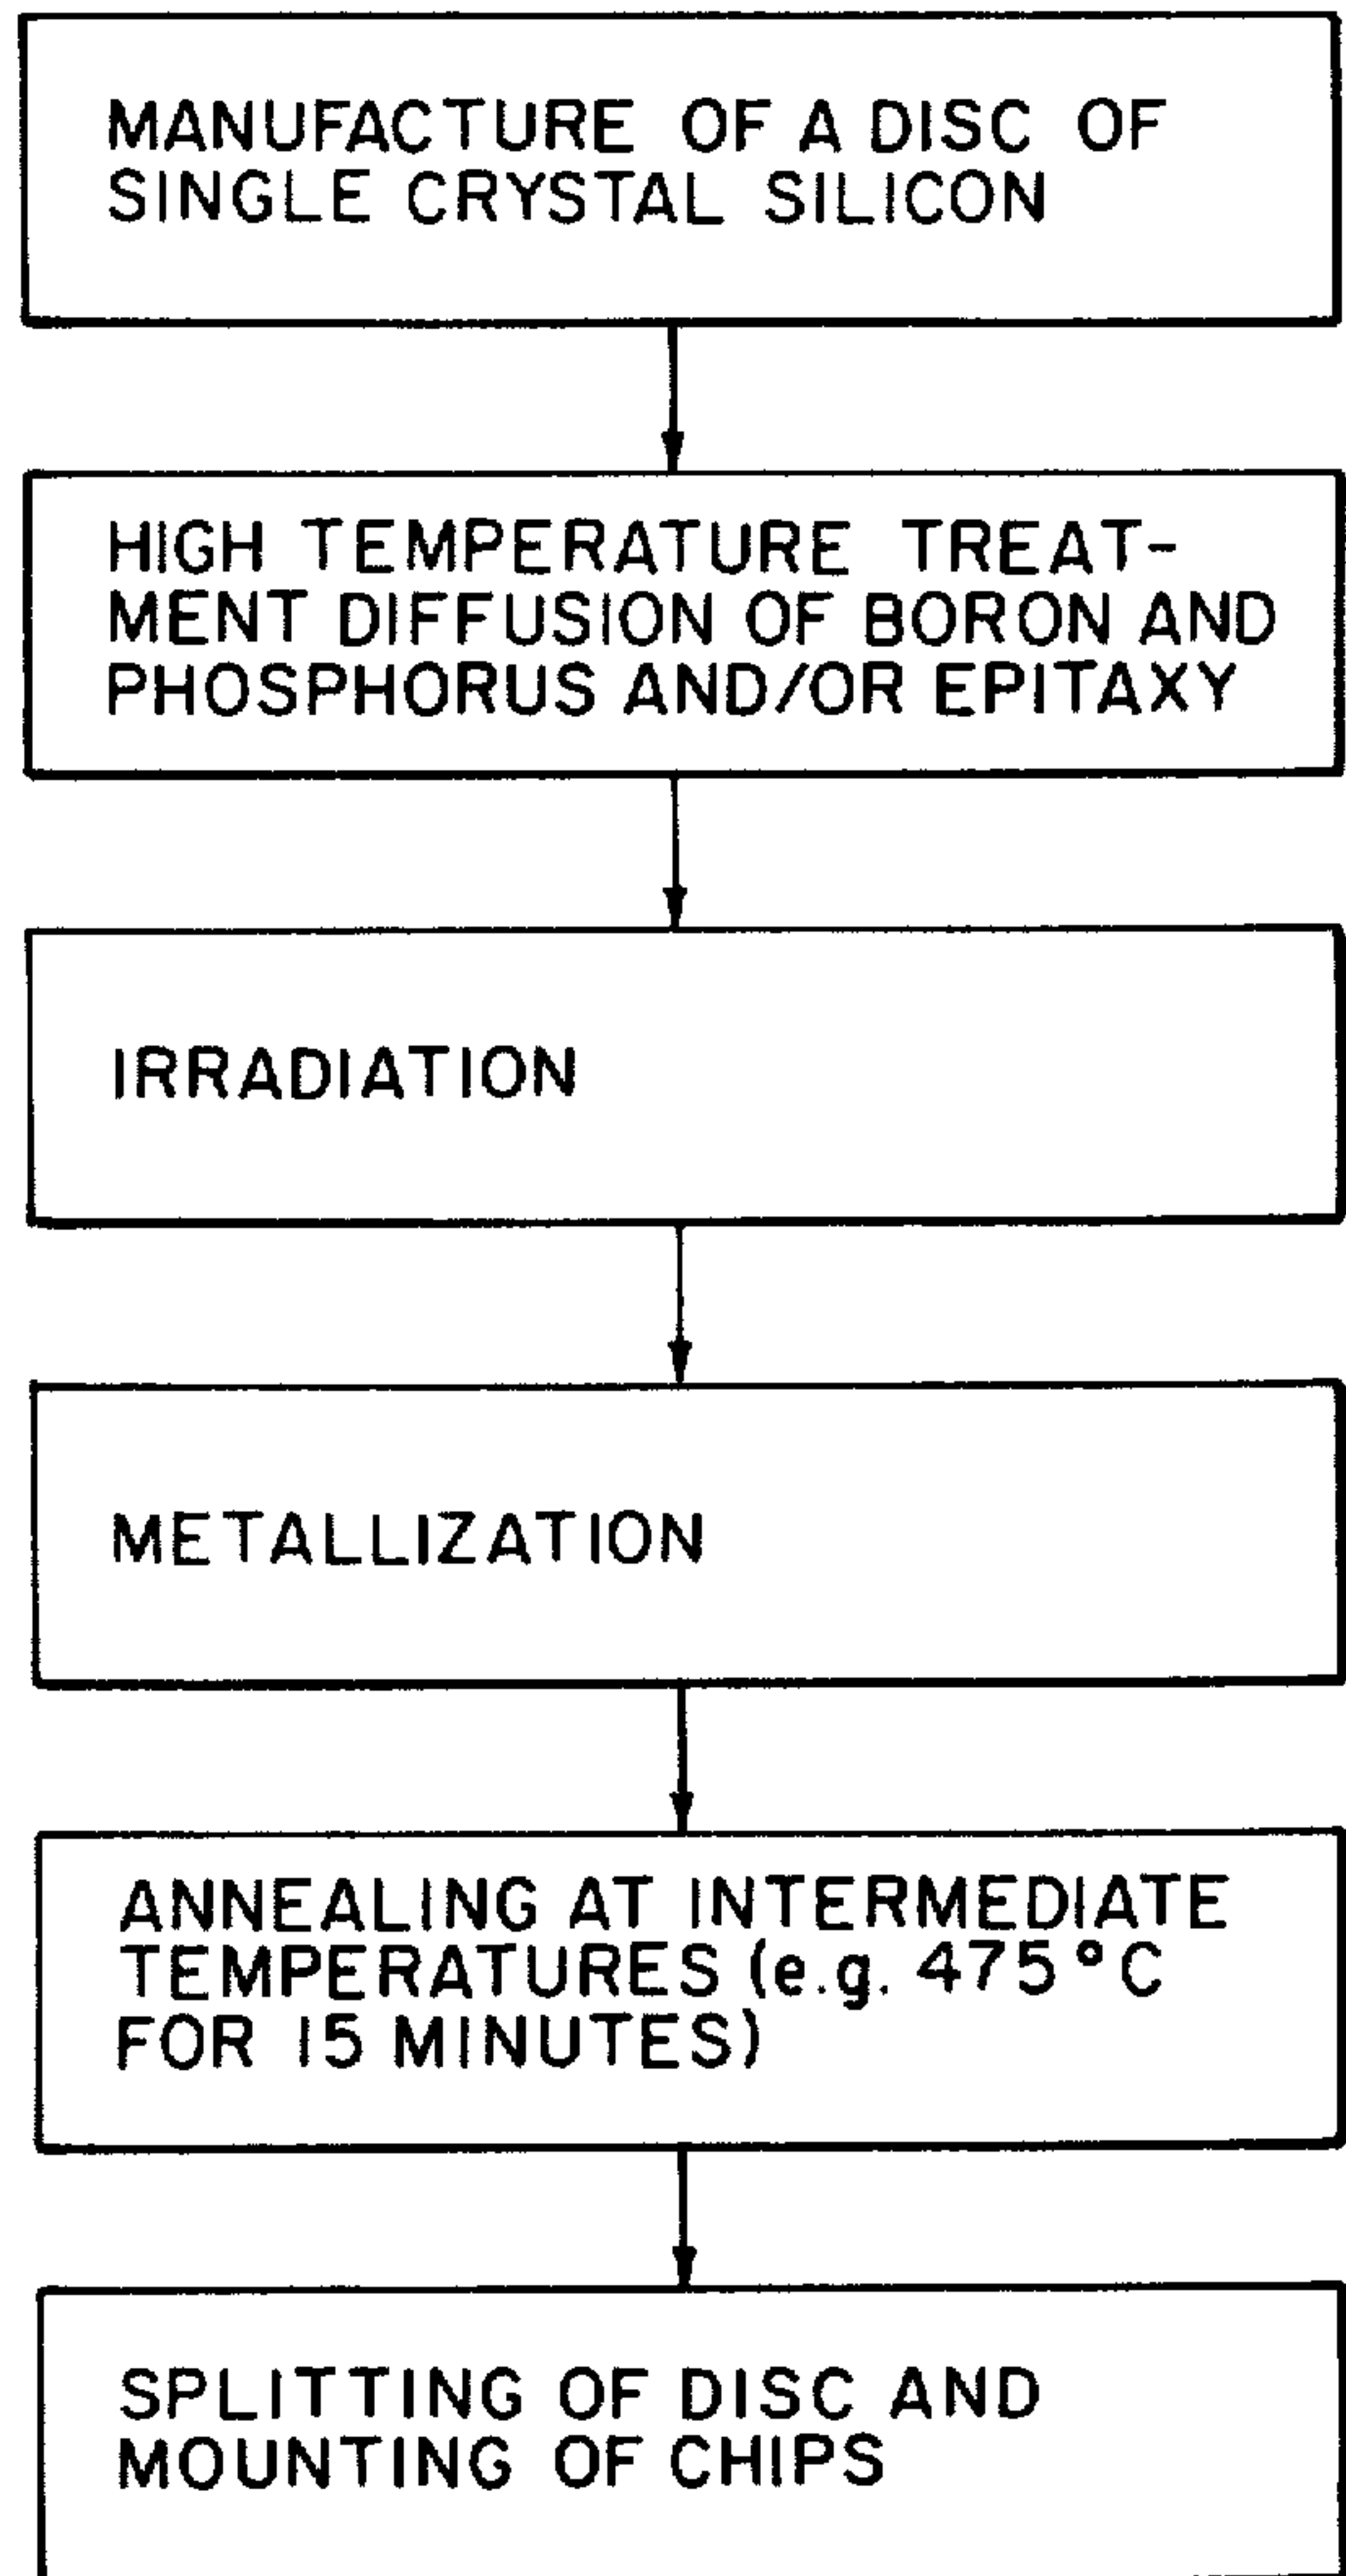 MANUFACTURE OF A DISC OF
SINGLE CRYSTAL SILICON
HIGH TEMPERATURE TREAT-
MENT DIFFUSION OF BORON AND
PHOSPHORUS AND/OR EPITAXY
IRRADIATION
METALLIZATION
ANNEALING AT INTERMEDIATE
TEMPERATURES (e.g. 475°C
FOR 15 MINUTES)
SPLITTING OF DISC AND
MOUNTING OF CHIPS